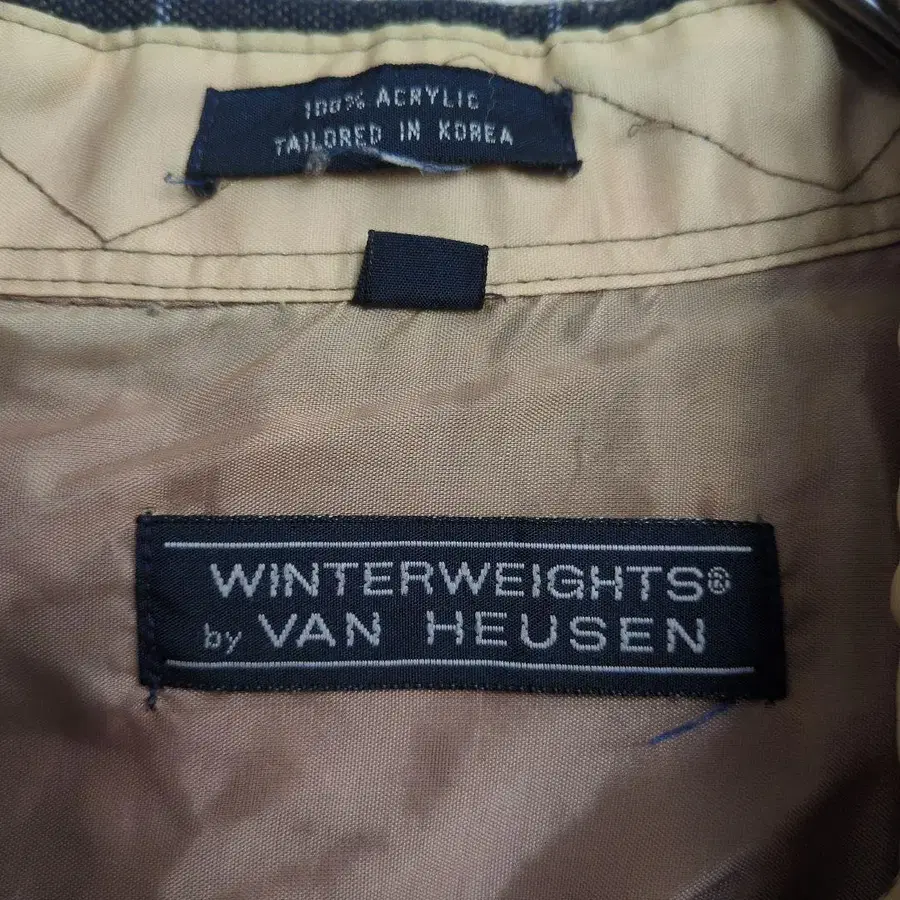 100% ACRYLIC
TAILORED IN KOREA
WINTERWEIGHTS®
by VAN HEUSEN